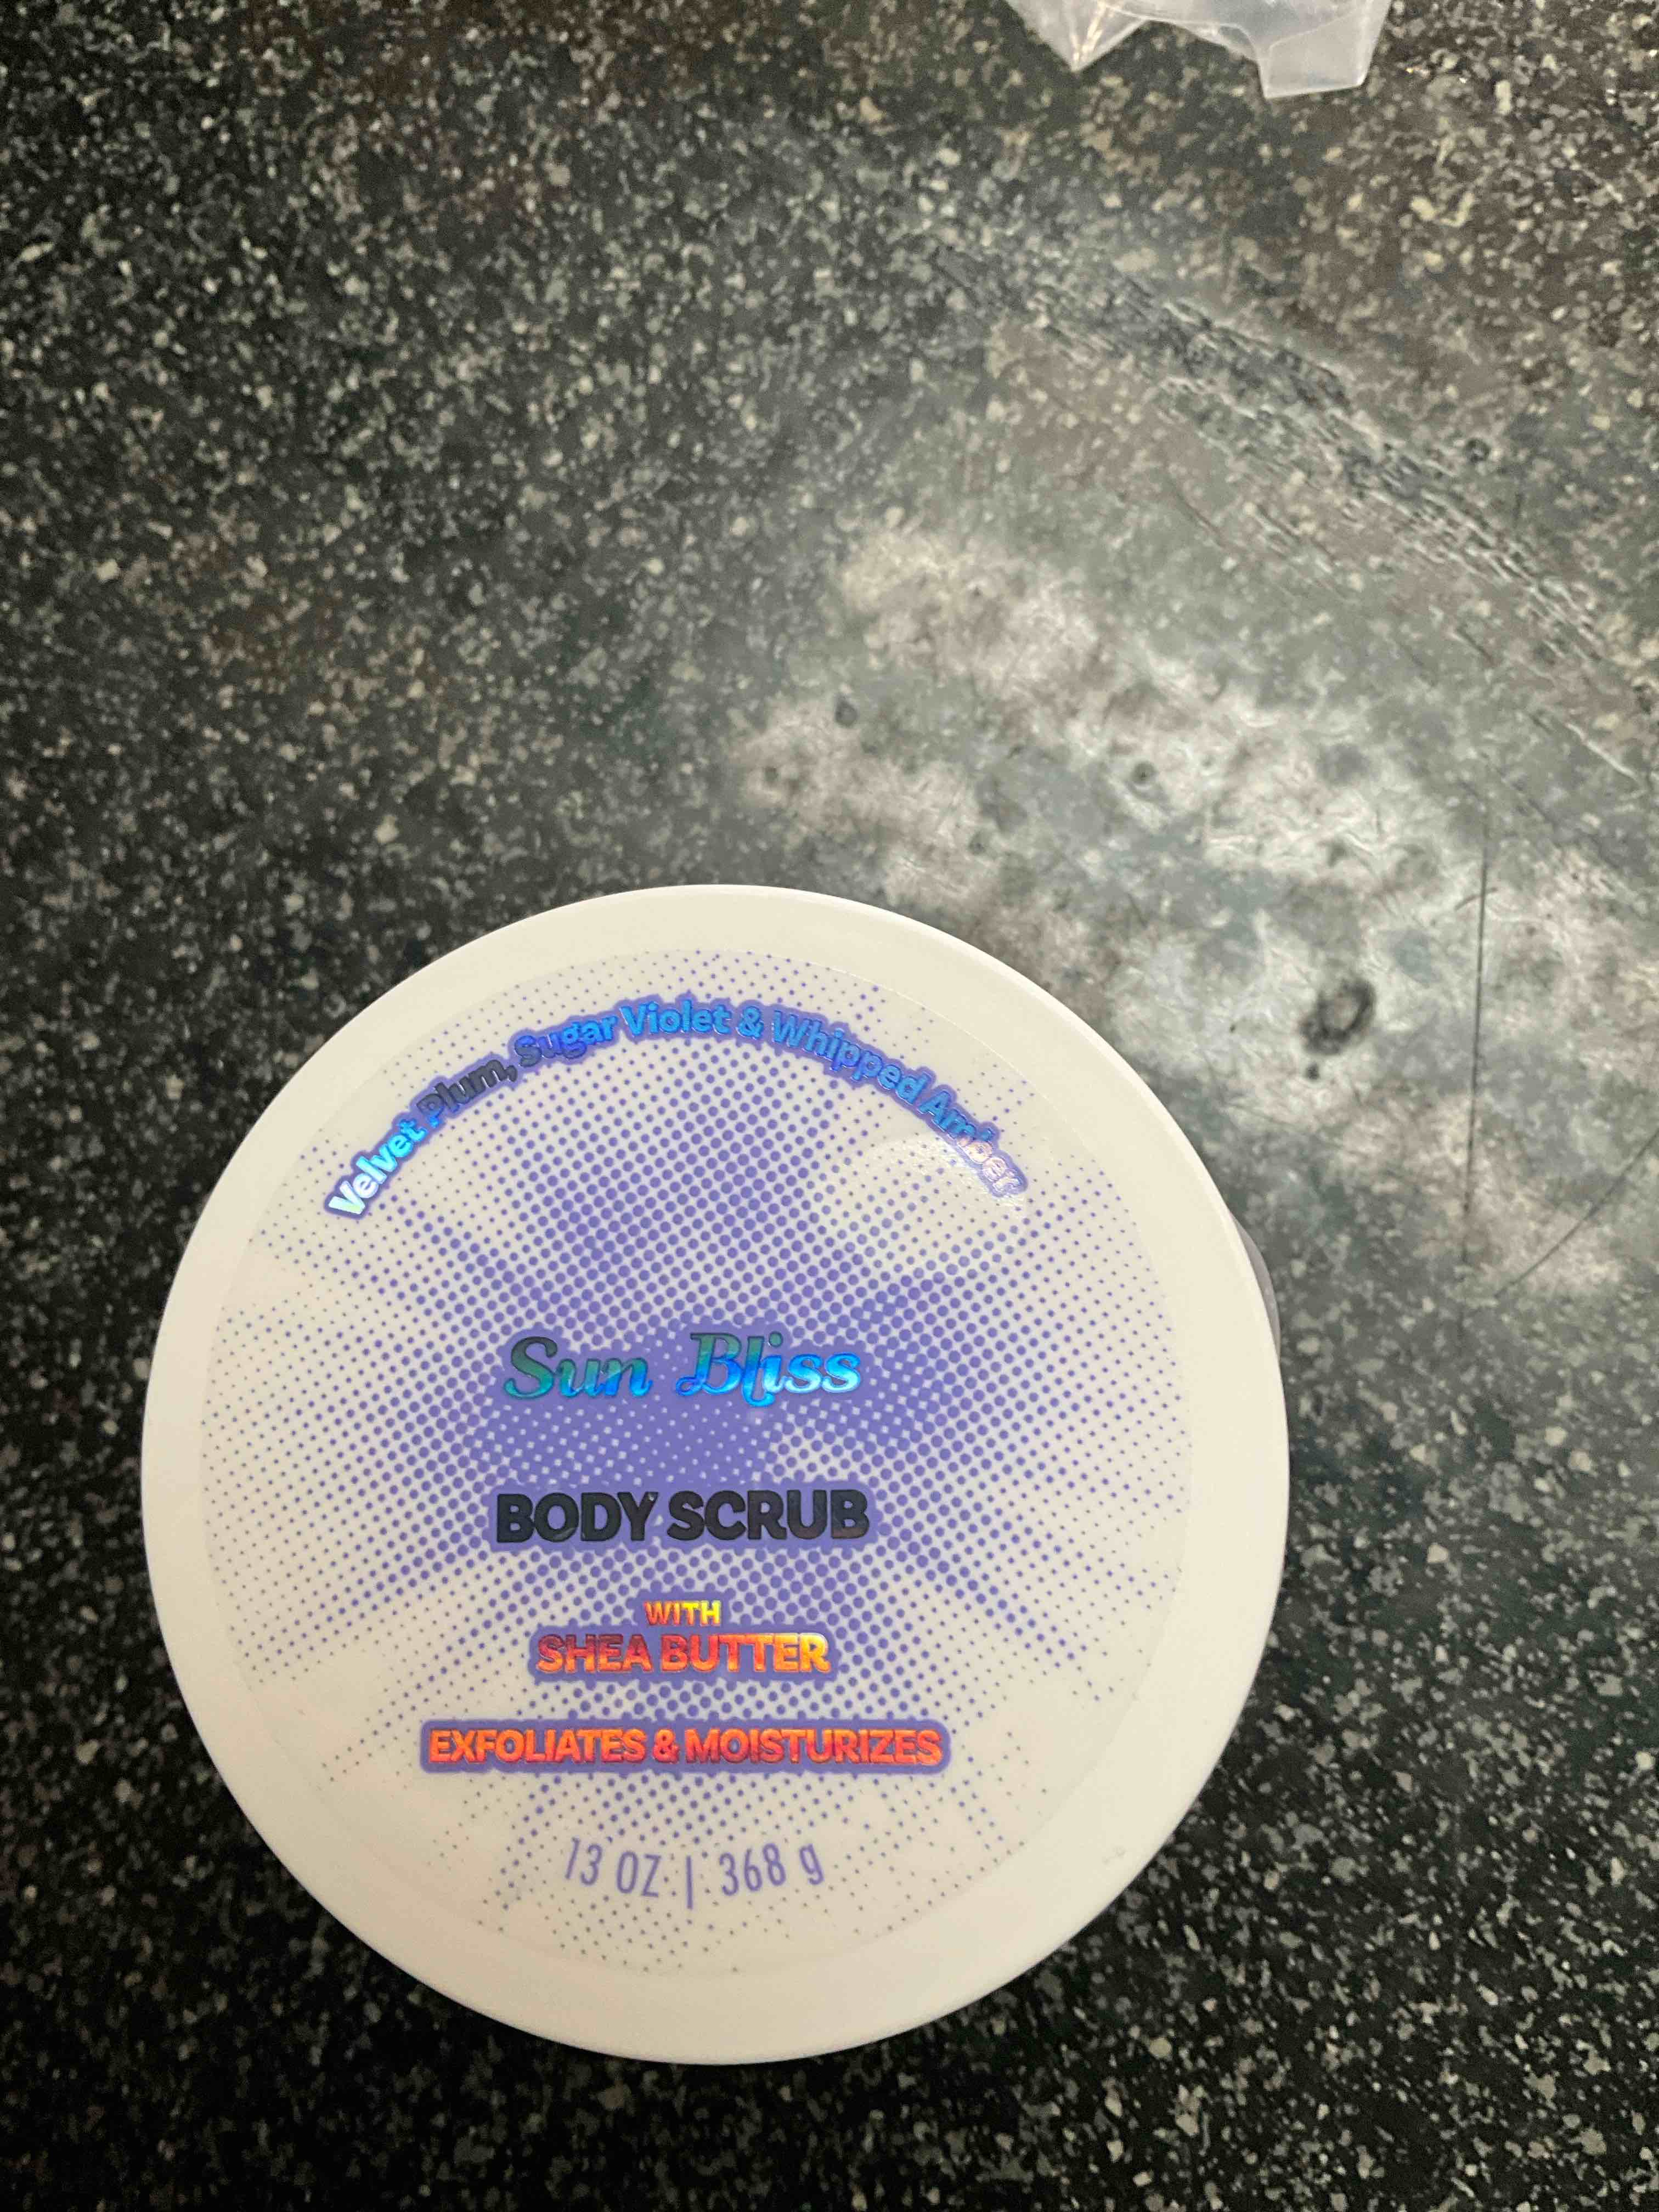 Velvet Plum, Sugar Violet & Whipped Amber
Sun Bliss
BODY SCRUB
WITH
SHEA BUTTER
EXFOLIATES & MOISTURIZES
13 OZ | 368 g